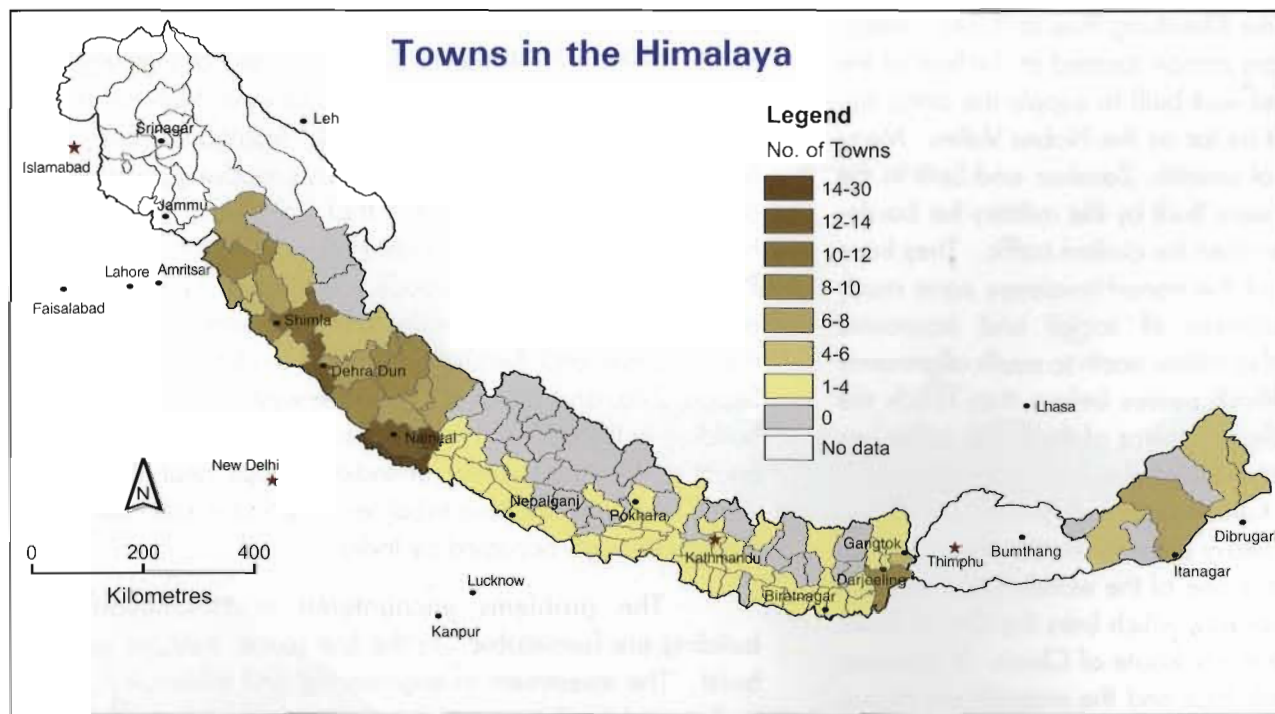 Towns in the Himalaya
Legend
No. of Towns
14-30
12-14
10-12
8-10
6-8
4-6
1-4
0
No data
Srinagar
Leh
Islamabad
Jammu
Lahore
Amritsar
Faisalabad
Shimla
Dehra Dun
Nainital
New Delhi
N
0 200 400
Kilometres
Nepalganj
Pokhara
Kathmandu
Lucknow
Kanpur
Biratnagar
Gangtok
Darjeeling
Thimphu
Bumthang
Lhasa
Dibrugarh
Itanagar